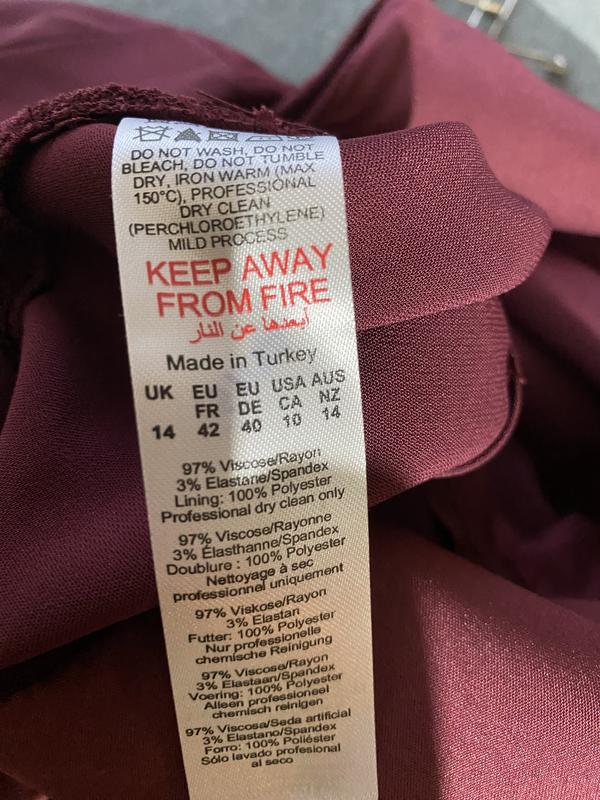 DO NOT WASH, DO NOT
BLEACH, DO NOT TUMBLE
DRY, IRON WARM (MAX
150°C), PROFESSIONAL
DRY CLEAN
(PERCHLOROETHYLENE)
MILD PROCESS
KEEP AWAY
FROM FIRE
أبعدها عن النار
Made in Turkey
UK EU EU USA AUS
FR DE CA NZ
14 42 40 10 14
97% Viscose/Rayon
3% Elastane/Spandex
Lining: 100% Polyester
Professional dry clean only
97% Viscose/Rayonne
3% Élasthanne/Spandex
Doublure : 100% Polyester
Nettoyage à sec
professionnel uniquement
97% Viskose/Rayon
3% Elastan
Futter: 100% Polyester
Nur professionelle
chemische Reinigung
97% Viscose/Rayon
3% Elastaan/Spandex
Voering: 100% Polyester
Alleen professioneel
chemisch reinigen
97% Viscosa/Seda artificial
3% Elastano/Spandex
Forro: 100% Poliéster
Sólo lavado profesional
al seco